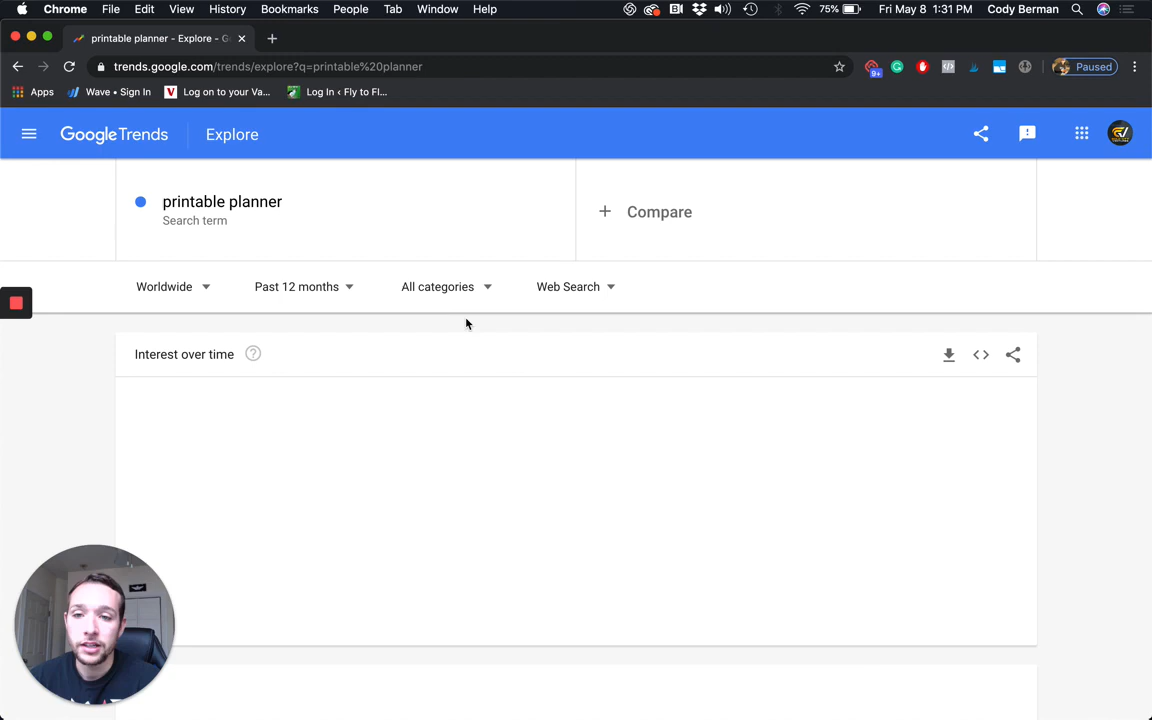 Chrome File Edit View History Bookmarks People Tab Window Help 75% Fri May 8 1:31 PM Cody Berman
printable planner - Explore - G
trends.google.com/trends/explore?q=printable%20planner 9+ Paused
Apps Wave • Sign In Log on to your Va... Log In ‹ Fly to Fl...
Google Trends Explore
printable planner
Search term
+ Compare
Worldwide Past 12 months All categories Web Search
Interest over time ?